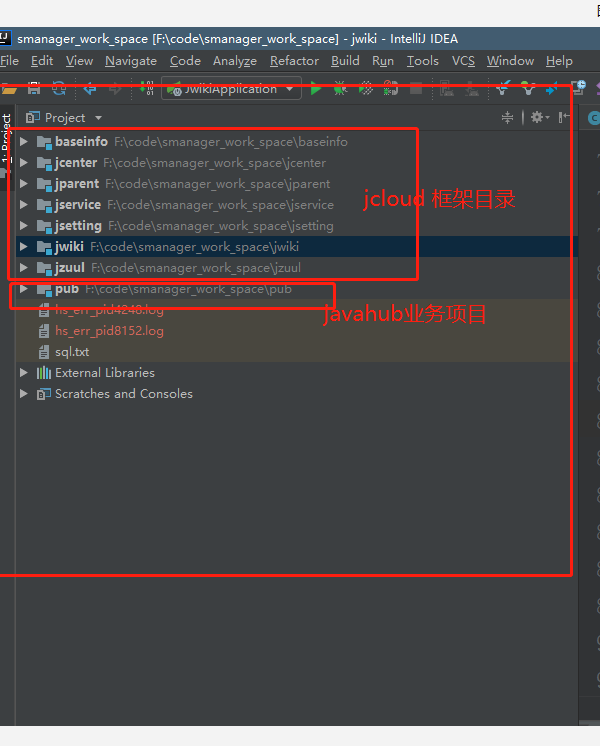 smanager_work_space [F:\code\smanager_work_space] - jwiki - IntelliJ IDEA
File Edit View Navigate Code Analyze Refactor Build Run Tools VCS Window Help
JwikiApplication
1: Project
Project
baseinfo F:\code\smanager_work_space\baseinfo
jcenter F:\code\smanager_work_space\jcenter
jparent F:\code\smanager_work_space\jparent
jservice F:\code\smanager_work_space\jservice
jcloud 框架目录
jsetting F:\code\smanager_work_space\jsetting
jwiki F:\code\smanager_work_space\jwiki
jzuul F:\code\smanager_work_space\jzuul
pub F:\code\smanager_work_space\pub
hs_err_pid4248.log
javahub业务项目
hs_err_pid8152.log
sql.txt
External Libraries
Scratches and Consoles